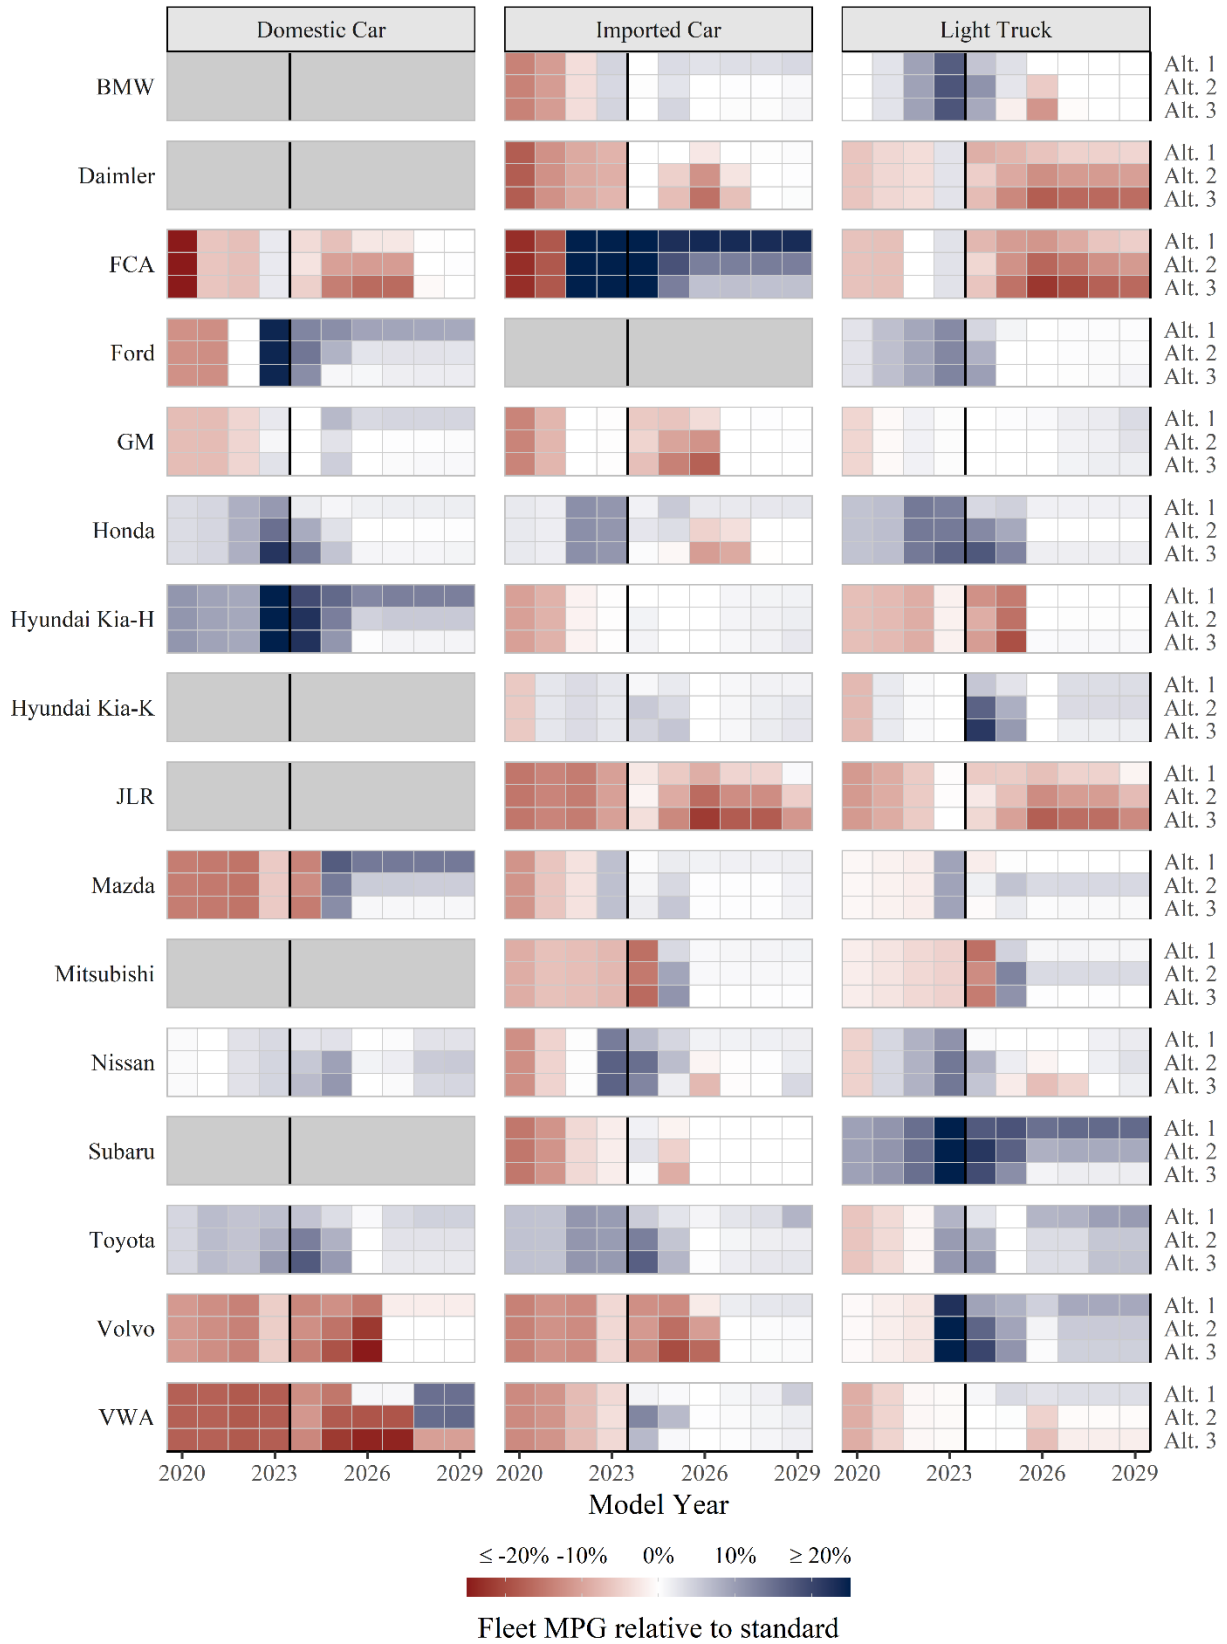 Domestic Car Imported Car Light Truck
BMW Alt. 1
Alt. 2
Alt. 3
Daimler Alt. 1
Alt. 2
Alt. 3
FCA Alt. 1
Alt. 2
Alt. 3
Ford Alt. 1
Alt. 2
Alt. 3
GM Alt. 1
Alt. 2
Alt. 3
Honda Alt. 1
Alt. 2
Alt. 3
Hyundai Kia-H Alt. 1
Alt. 2
Alt. 3
Hyundai Kia-K Alt. 1
Alt. 2
Alt. 3
JLR Alt. 1
Alt. 2
Alt. 3
Mazda Alt. 1
Alt. 2
Alt. 3
Mitsubishi Alt. 1
Alt. 2
Alt. 3
Nissan Alt. 1
Alt. 2
Alt. 3
Subaru Alt. 1
Alt. 2
Alt. 3
Toyota Alt. 1
Alt. 2
Alt. 3
Volvo Alt. 1
Alt. 2
Alt. 3
VWA Alt. 1
Alt. 2
Alt. 3
2020 2023 2026 2029 2020 2023 2026 2029 2020 2023 2026 2029
Model Year
≤ -20% -10% 0% 10% ≥ 20%
Fleet MPG relative to standard